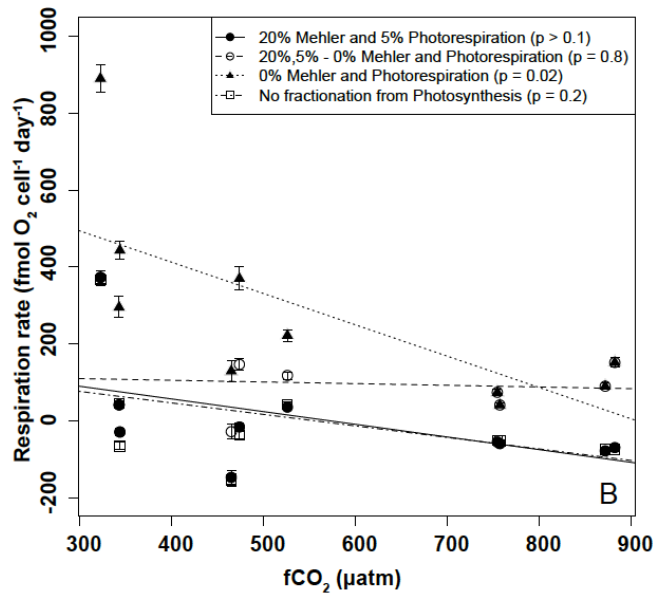 20% Mehler and 5% Photorespiration (p > 0.1)
20%,5% - 0% Mehler and Photorespiration (p = 0.8)
0% Mehler and Photorespiration (p = 0.02)
No fractionation from Photosynthesis (p = 0.2)
Respiration rate (fmol O₂ cell⁻¹ day⁻¹)
1000
800
600
400
200
0
-200
B
300 400 500 600 700 800 900
fCO₂ (µatm)